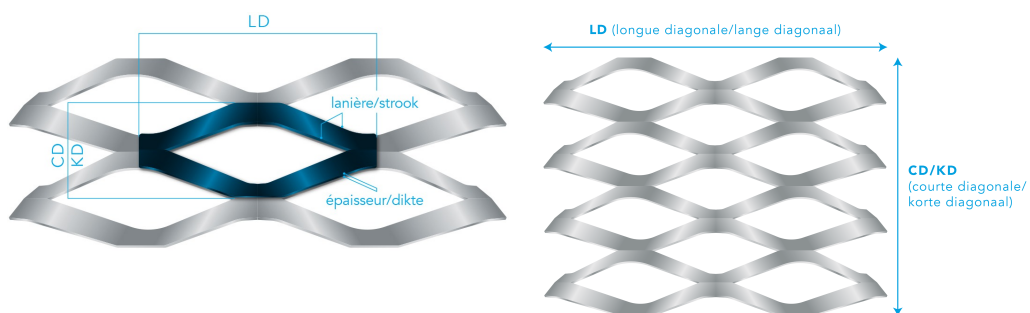 LD
lanière/strook
CD
KD
épaisseur/dikte
LD (longue diagonale/lange diagonaal)
CD/KD
(courte diagonale/
korte diagonaal)